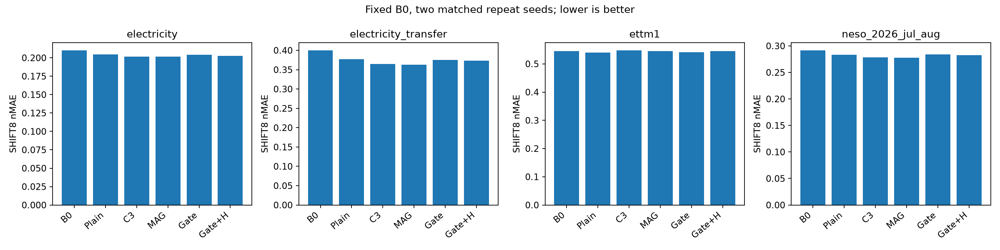 Fixed B0, two matched repeat seeds; lower is better
electricity
SHIFT8 nMAE
0.200
0.175
0.150
0.125
0.100
0.075
0.050
0.025
0.000
B0
Plain
C3
MAG
Gate
Gate+H
electricity_transfer
SHIFT8 nMAE
0.40
0.35
0.30
0.25
0.20
0.15
0.10
0.05
0.00
B0
Plain
C3
MAG
Gate
Gate+H
ettm1
SHIFT8 nMAE
0.5
0.4
0.3
0.2
0.1
0.0
B0
Plain
C3
MAG
Gate
Gate+H
neso_2026_jul_aug
SHIFT8 nMAE
0.30
0.25
0.20
0.15
0.10
0.05
0.00
B0
Plain
C3
MAG
Gate
Gate+H